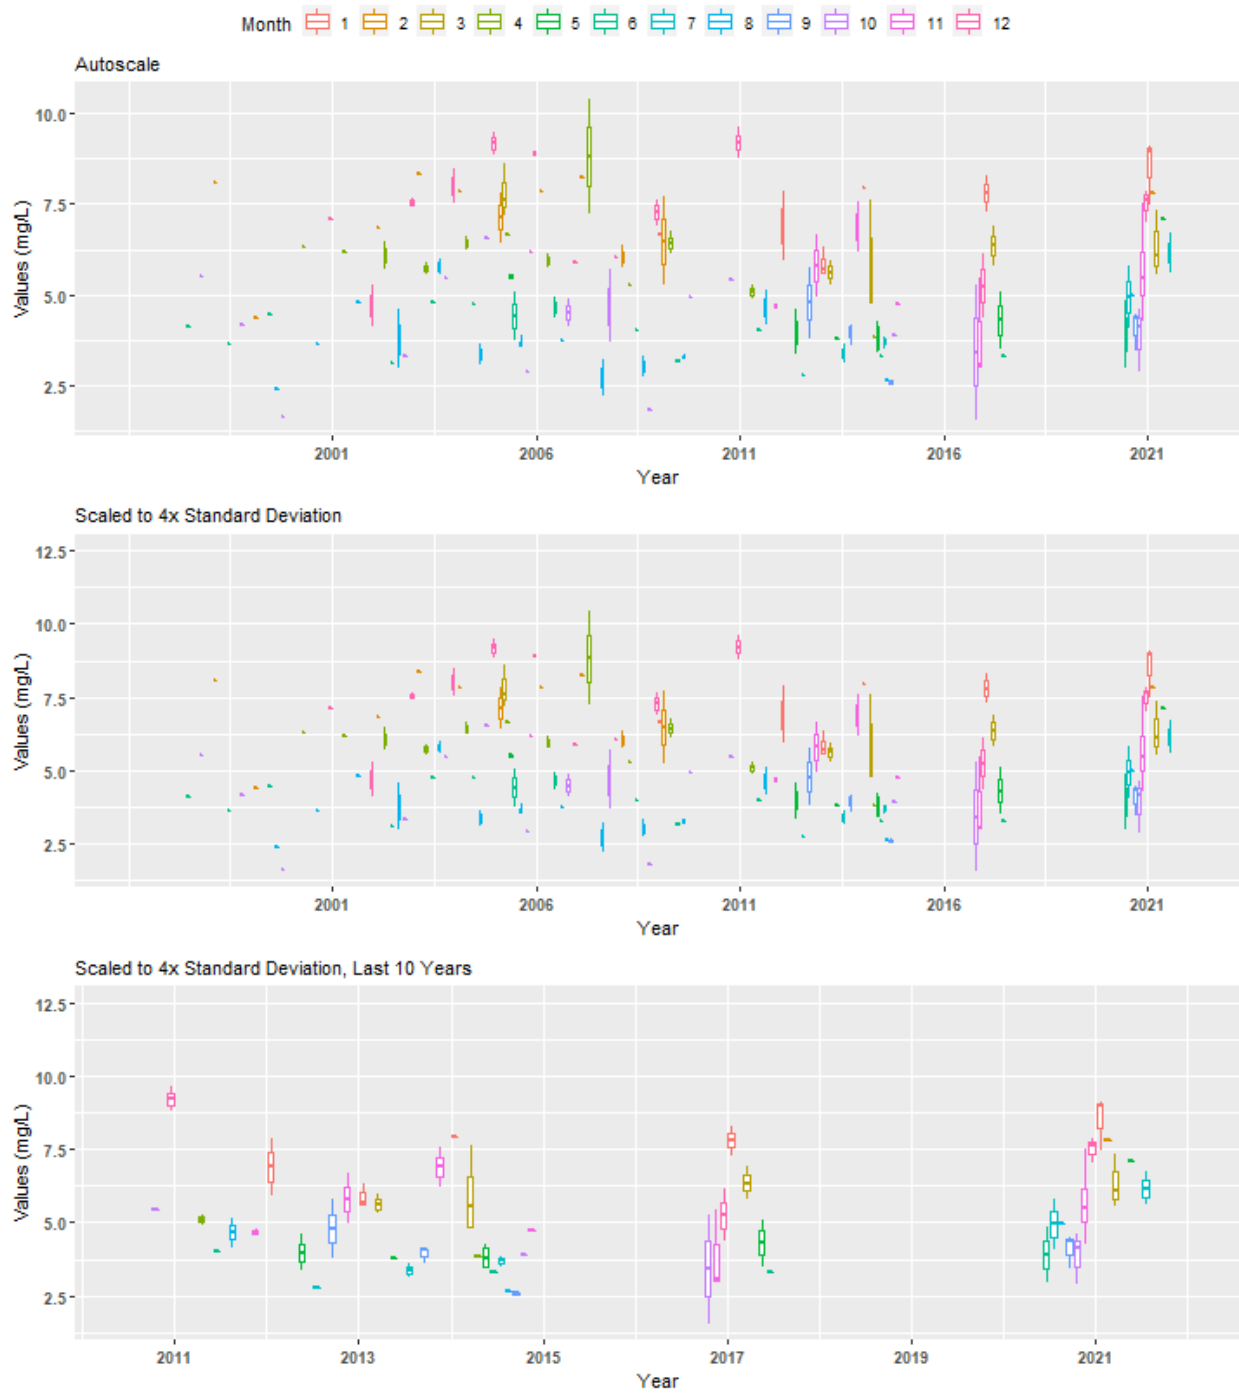 Month 1 2 3 4 5 6 7 8 9 10 11 12
Autoscale
10.0
7.5
5.0
2.5
Values (mg/L)
2001 2006 2011 2016 2021
Year
Scaled to 4x Standard Deviation
12.5
10.0
7.5
5.0
2.5
Values (mg/L)
2001 2006 2011 2016 2021
Year
Scaled to 4x Standard Deviation, Last 10 Years
12.5
10.0
7.5
5.0
2.5
Values (mg/L)
2011 2013 2015 2017 2019 2021
Year